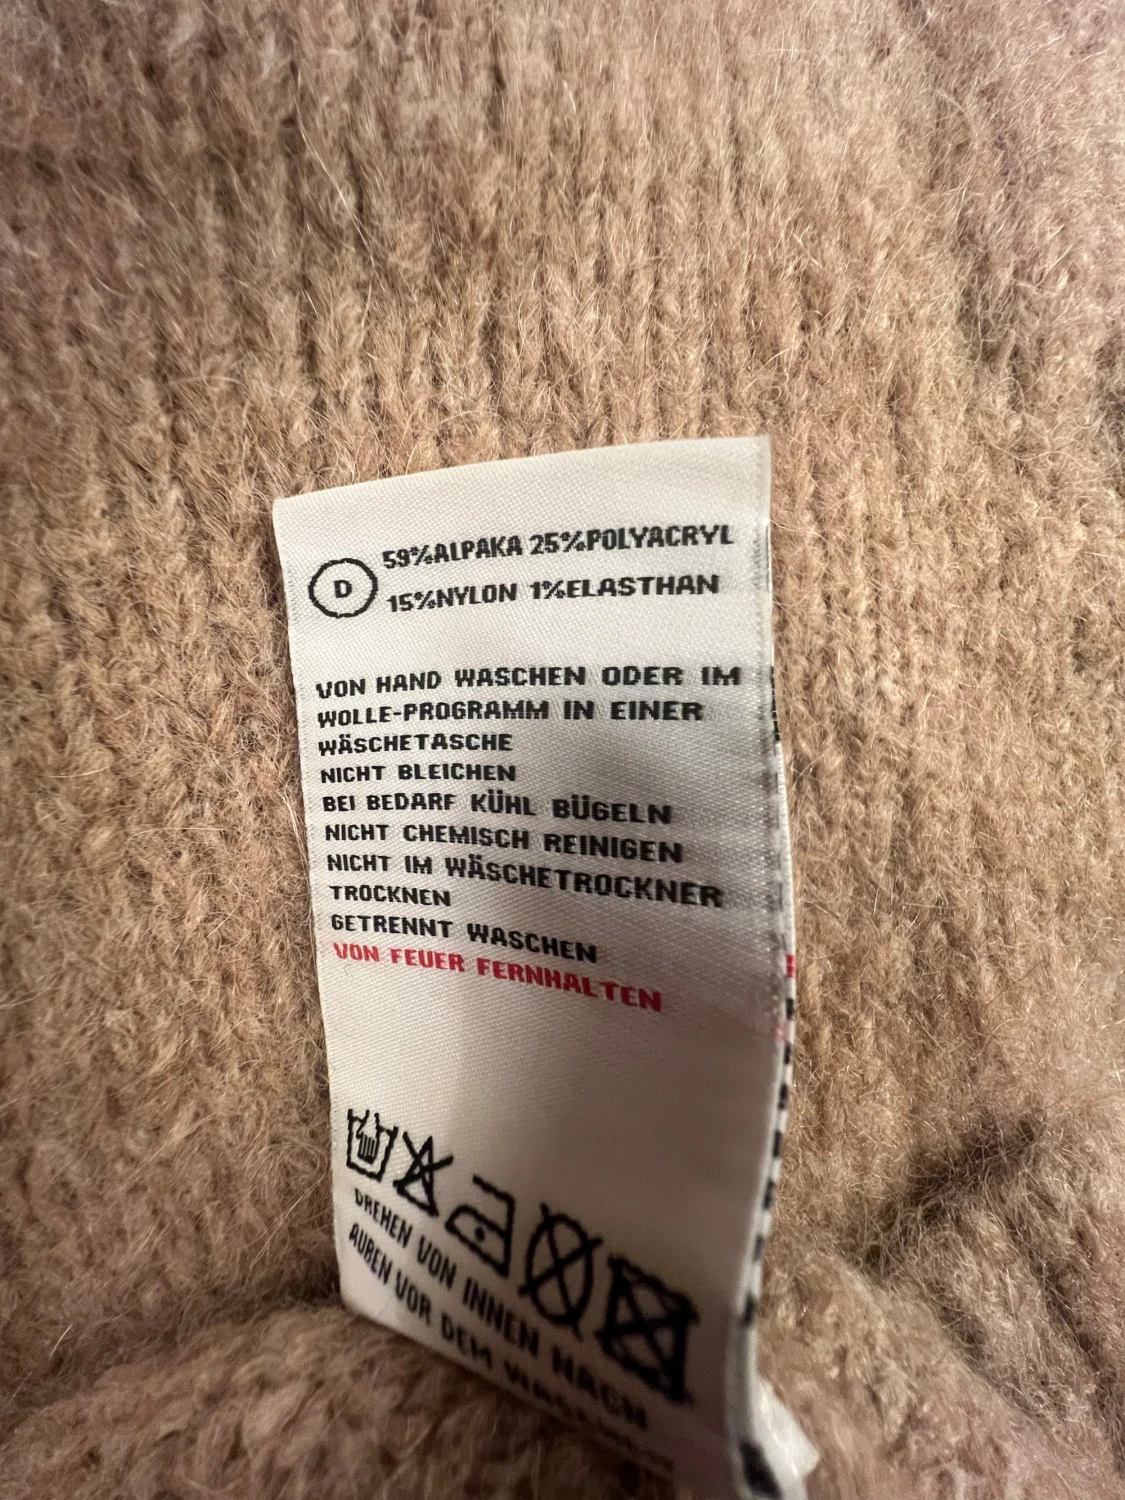 D
59%ALPAKA 25%POLYACRYL
15%NYLON 1%ELASTHAN
VON HAND WASCHEN ODER IM
WOLLE-PROGRAMM IN EINER
WÄSCHETASCHE
NICHT BLEICHEN
BEI BEDARF KÜHL BÜGELN
NICHT CHEMISCH REINIGEN
NICHT IM WÄSCHETROCKNER
TROCKNEN
GETRENNT WASCHEN
VON FEUER FERNHALTEN
DREHEN VON INNEN NACH
AUßEN VOR DEM